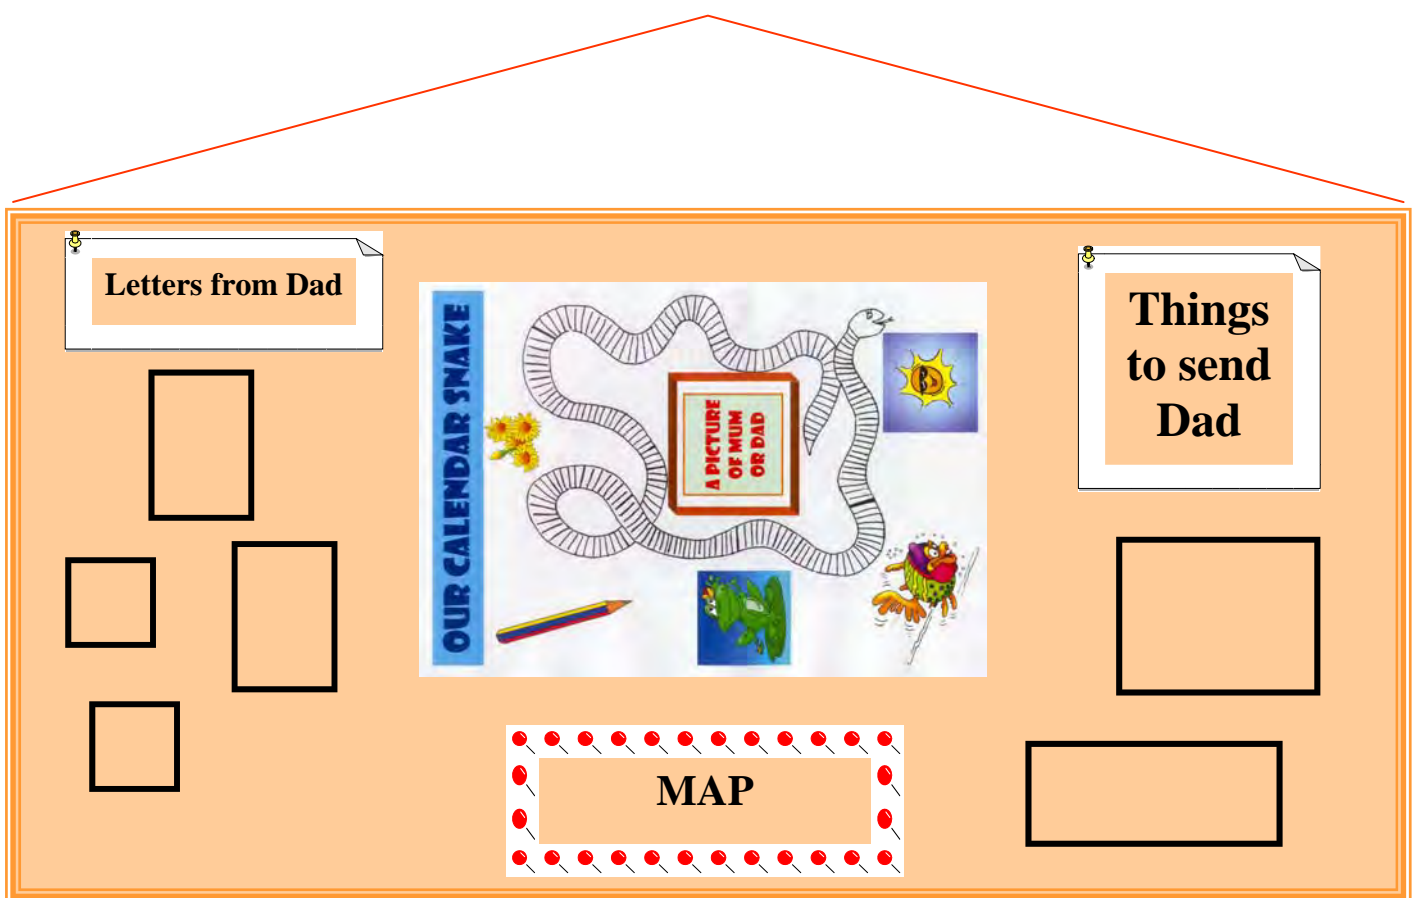 Letters from Dad
OUR CALENDAR SNAKE
A PICTURE
OF MUM
OR DAD
Things
to send
Dad
MAP